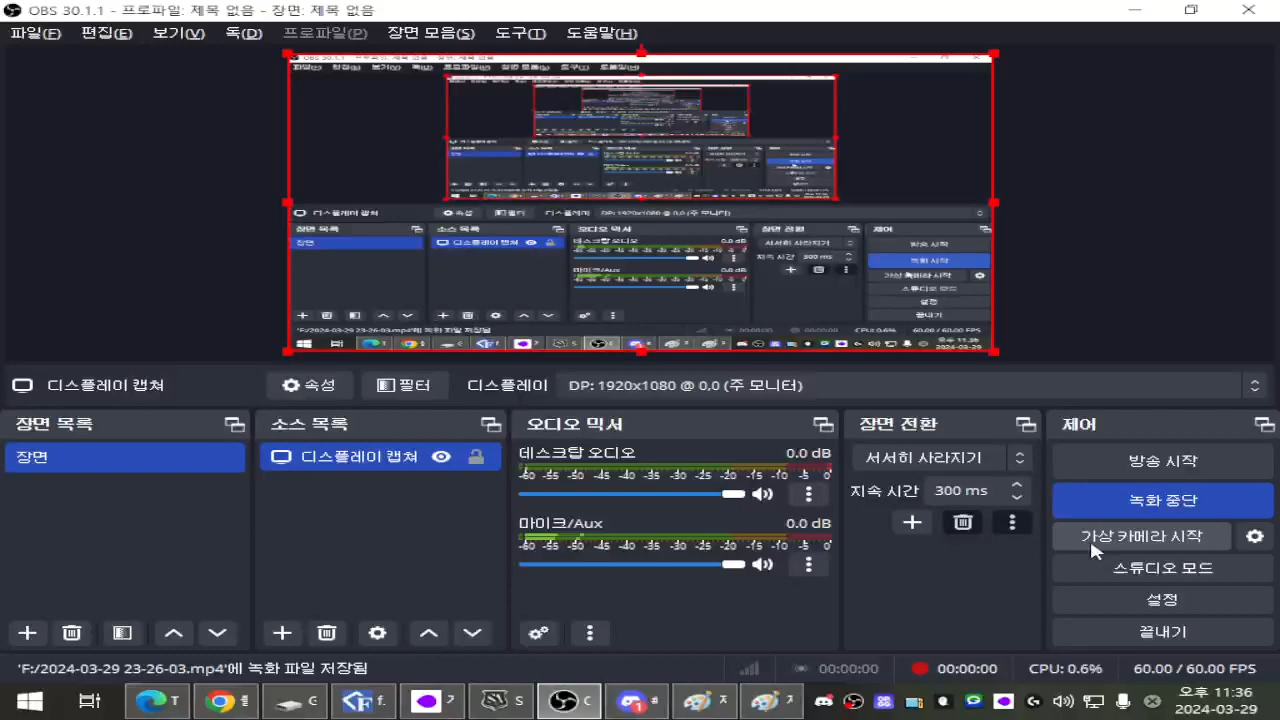 OBS 30.1.1 - 프로파일: 제목 없음 - 장면: 제목 없음
파일(F) 편집(E) 보기(V) 독(D) 프로파일(P) 장면 모음(S) 도구(T) 도움말(H)
디스플레이 캡쳐 속성 필터 디스플레이 DP: 1920x1080 @ 0,0 (주 모니터)
장면 목록 소스 목록 오디오 믹서 장면 전환 제어
장면
디스플레이 캡쳐
데스크탑 오디오 0.0 dB
-60 -55 -50 -45 -40 -35 -30 -25 -20 -15 -10 -5 0
마이크/Aux 0.0 dB
-60 -55 -50 -45 -40 -35 -30 -25 -20 -15 -10 -5 0
서서히 사라지기
지속 시간 300 ms
방송 시작
녹화 중단
가상 카메라 시작
스튜디오 모드
설정
끝내기
'F:/2024-03-29 23-26-03.mp4'에 녹화 파일 저장됨 00:00:00 00:00:00 CPU: 0.6% 60.00 / 60.00 FPS
오후 11:36
2024-03-29